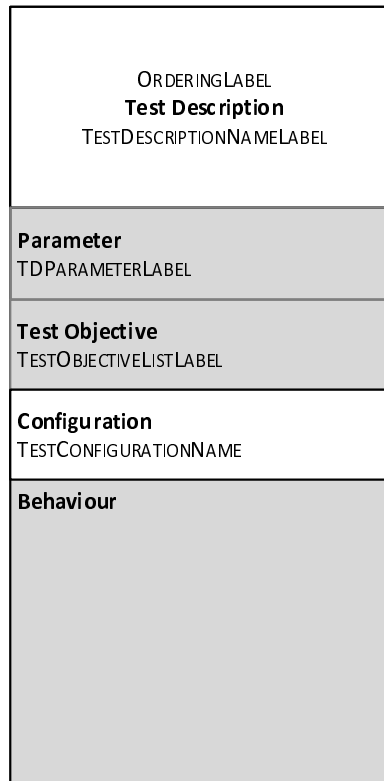 ORDERINGLABEL
Test Description
TESTDESCRIPTIONNAMELABEL
Parameter
TDPARAMETERLABEL
Test Objective
TESTOBJECTIVELISTLABEL
Configuration
TESTCONFIGURATIONNAME
Behaviour